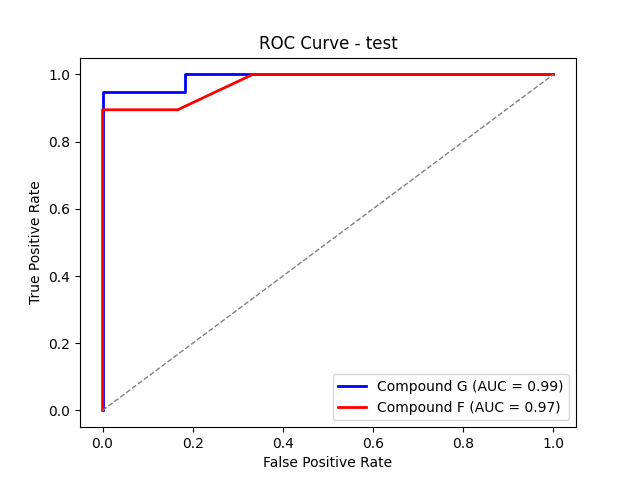 ROC Curve - test
1.0
0.8
0.6
0.4
0.2
0.0
True Positive Rate
0.0 0.2 0.4 0.6 0.8 1.0
False Positive Rate
Compound G (AUC = 0.99)
Compound F (AUC = 0.97)